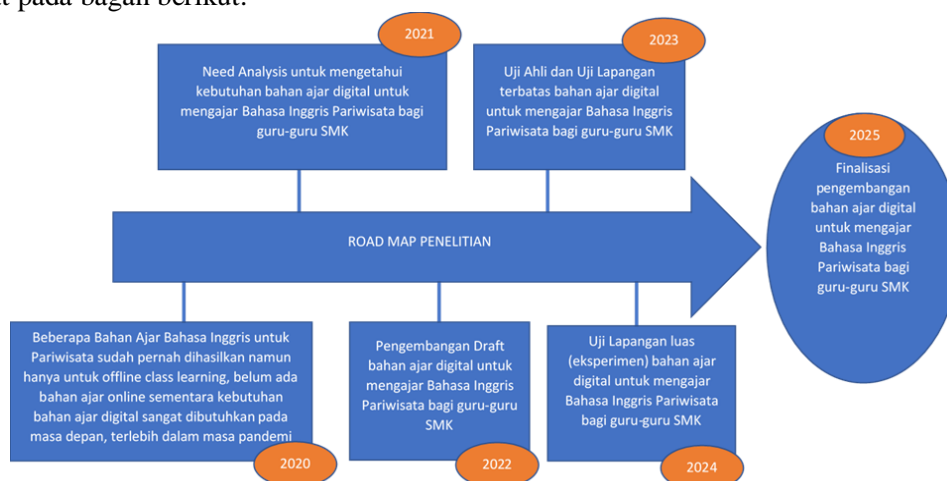 pada bagan berikut.
2021
Need Analysis untuk mengetahui
kebutuhan bahan ajar digital untuk
mengajar Bahasa Inggris Pariwisata bagi
guru-guru SMK
2023
Uji Ahli dan Uji Lapangan
terbatas bahan ajar digital
untuk mengajar Bahasa Inggris
Pariwisata bagi guru-guru SMK
2025
Finalisasi
pengembangan
bahan ajar digital
untuk mengajar
Bahasa Inggris
Pariwisata bagi
guru-guru SMK
ROAD MAP PENELITIAN
Beberapa Bahan Ajar Bahasa Inggris untuk
Pariwisata sudah pernah dihasilkan namun
hanya untuk offline class learning, belum ada
bahan ajar online sementara kebutuhan
bahan ajar digital sangat dibutuhkan pada
masa depan, terlebih dalam masa pandemi
2020
Pengembangan Draft
bahan ajar digital untuk
mengajar Bahasa Inggris
Pariwisata bagi guru-guru
SMK
2022
Uji Lapangan luas
(eksperimen) bahan ajar
digital untuk mengajar
Bahasa Inggris Pariwisata
bagi guru-guru SMK
2024